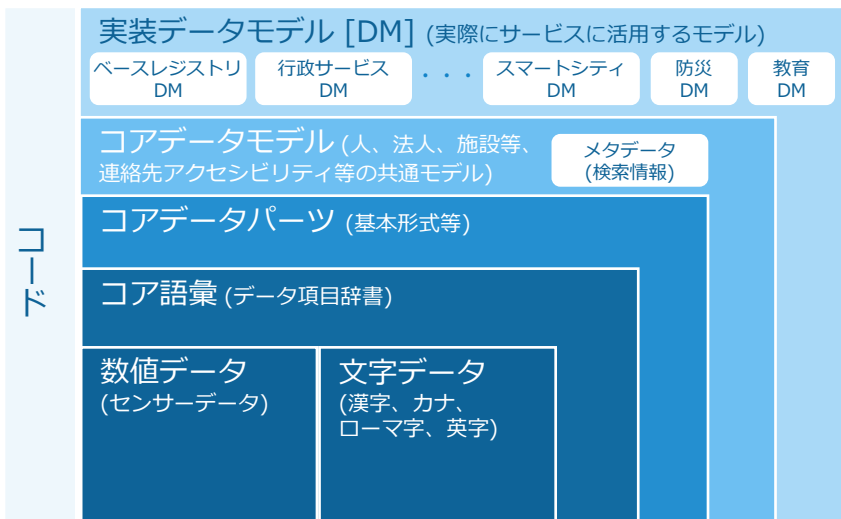 実装データモデル [DM] (実際にサービスに活用するモデル)
ベースレジストリ
DM
行政サービス
DM
・・・
スマートシティ
DM
防災
DM
教育
DM
コアデータモデル (人、法人、施設等、
連絡先アクセシビリティ等の共通モデル)
メタデータ
(検索情報)
コード
コアデータパーツ (基本形式等)
コア語彙 (データ項目辞書)
数値データ
(センサーデータ)
文字データ
(漢字、カナ、
ローマ字、英字)